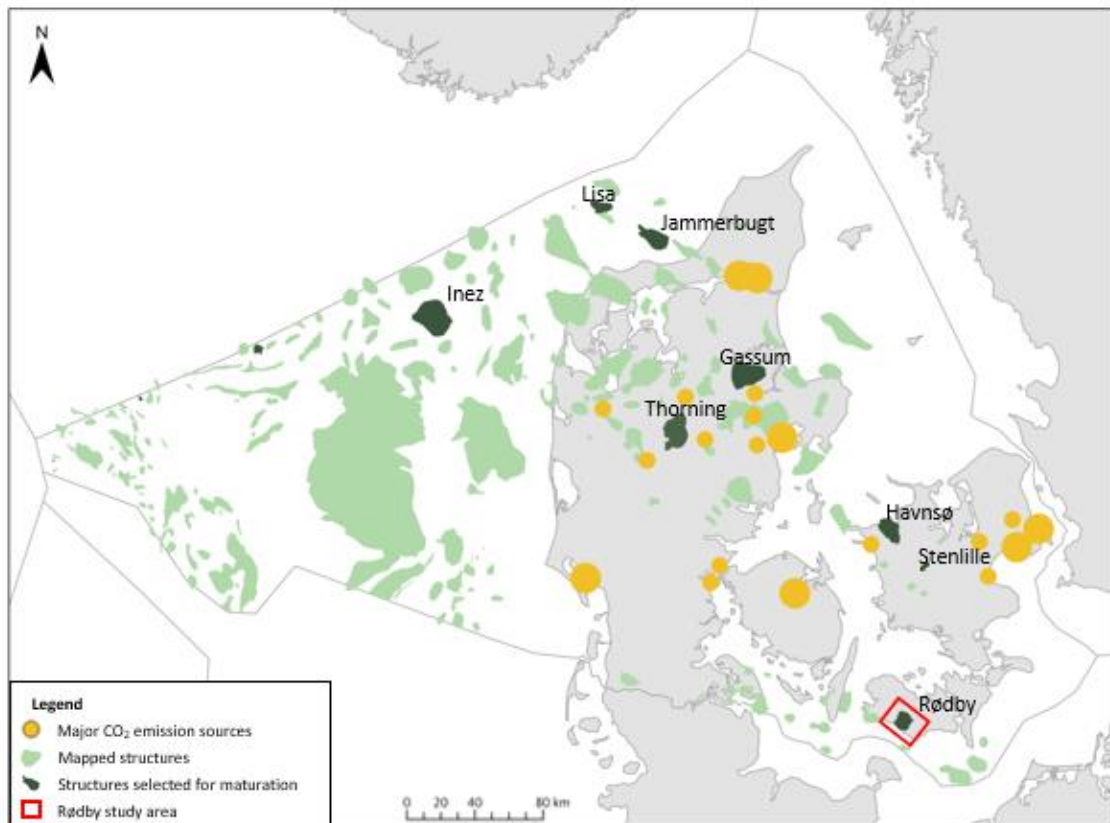 N
Lisa
Jammerbugt
Inez
Gassum
Thorning
Havnsø
Stenlille
Rødby
Legend
Major CO₂ emission sources
Mapped structures
Structures selected for maturation
Rødby study area
0 20 40 80 km